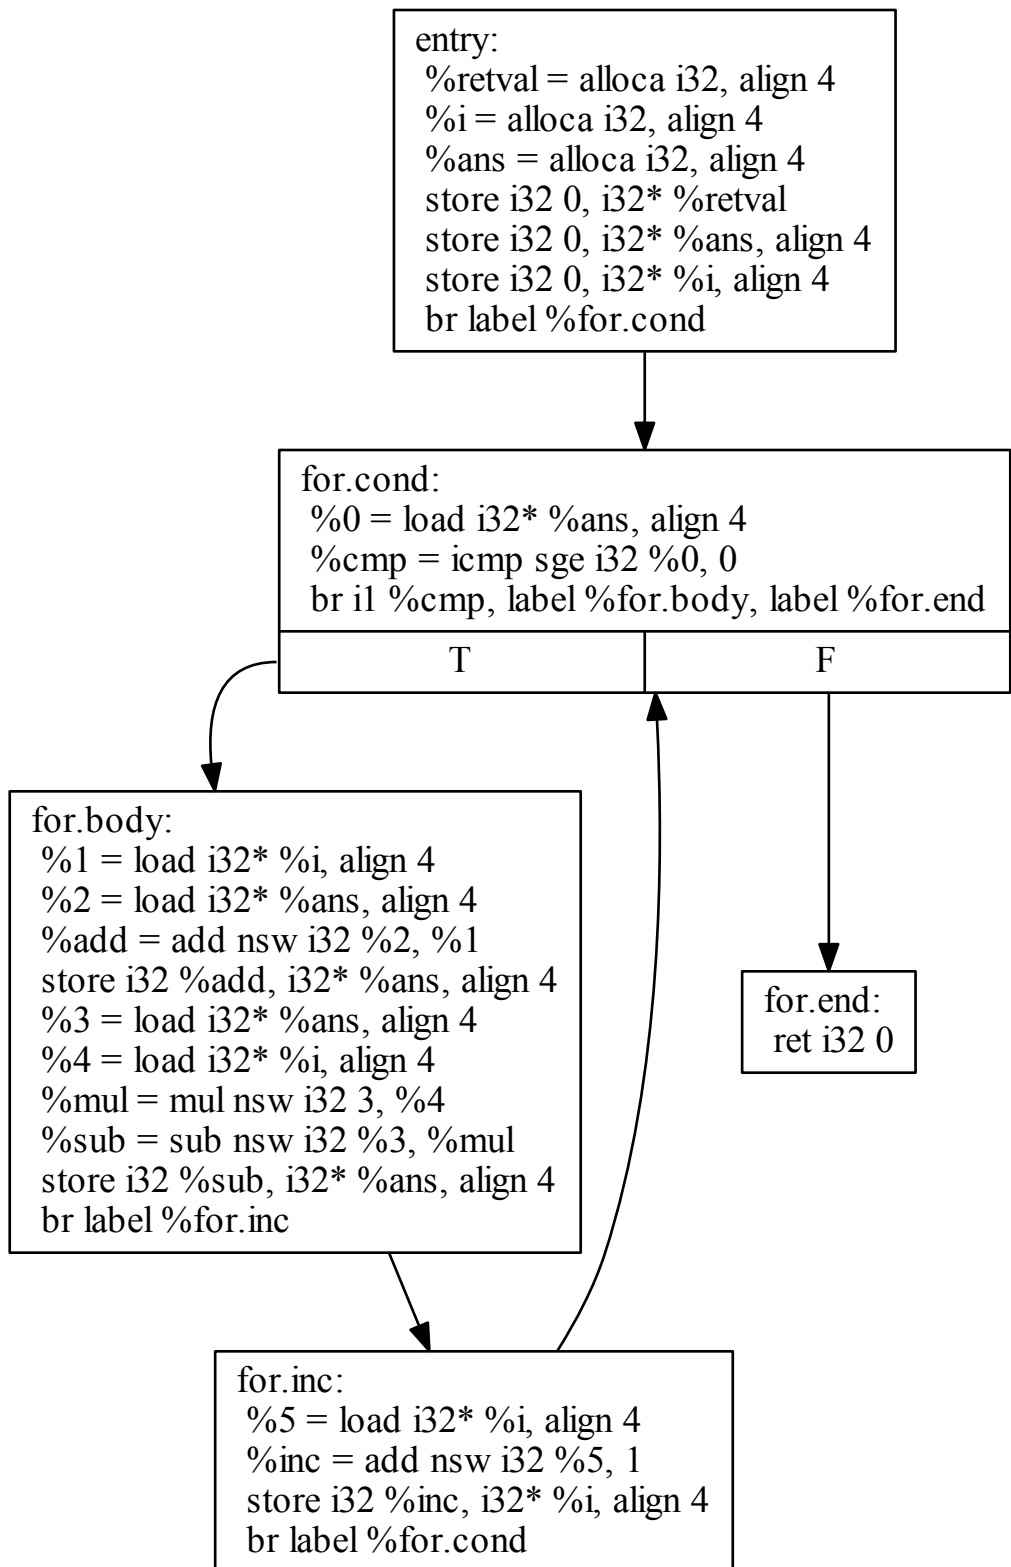 entry:
%retval = alloca i32, align 4
%i = alloca i32, align 4
%ans = alloca i32, align 4
store i32 0, i32* %retval
store i32 0, i32* %ans, align 4
store i32 0, i32* %i, align 4
br label %for.cond
for.cond:
%0 = load i32* %ans, align 4
%cmp = icmp sge i32 %0, 0
br i1 %cmp, label %for.body, label %for.end
T
F
for.body:
%1 = load i32* %i, align 4
%2 = load i32* %ans, align 4
%add = add nsw i32 %2, %1
store i32 %add, i32* %ans, align 4
%3 = load i32* %ans, align 4
%4 = load i32* %i, align 4
%mul = mul nsw i32 3, %4
%sub = sub nsw i32 %3, %mul
store i32 %sub, i32* %ans, align 4
br label %for.inc
for.end:
ret i32 0
for.inc:
%5 = load i32* %i, align 4
%inc = add nsw i32 %5, 1
store i32 %inc, i32* %i, align 4
br label %for.cond